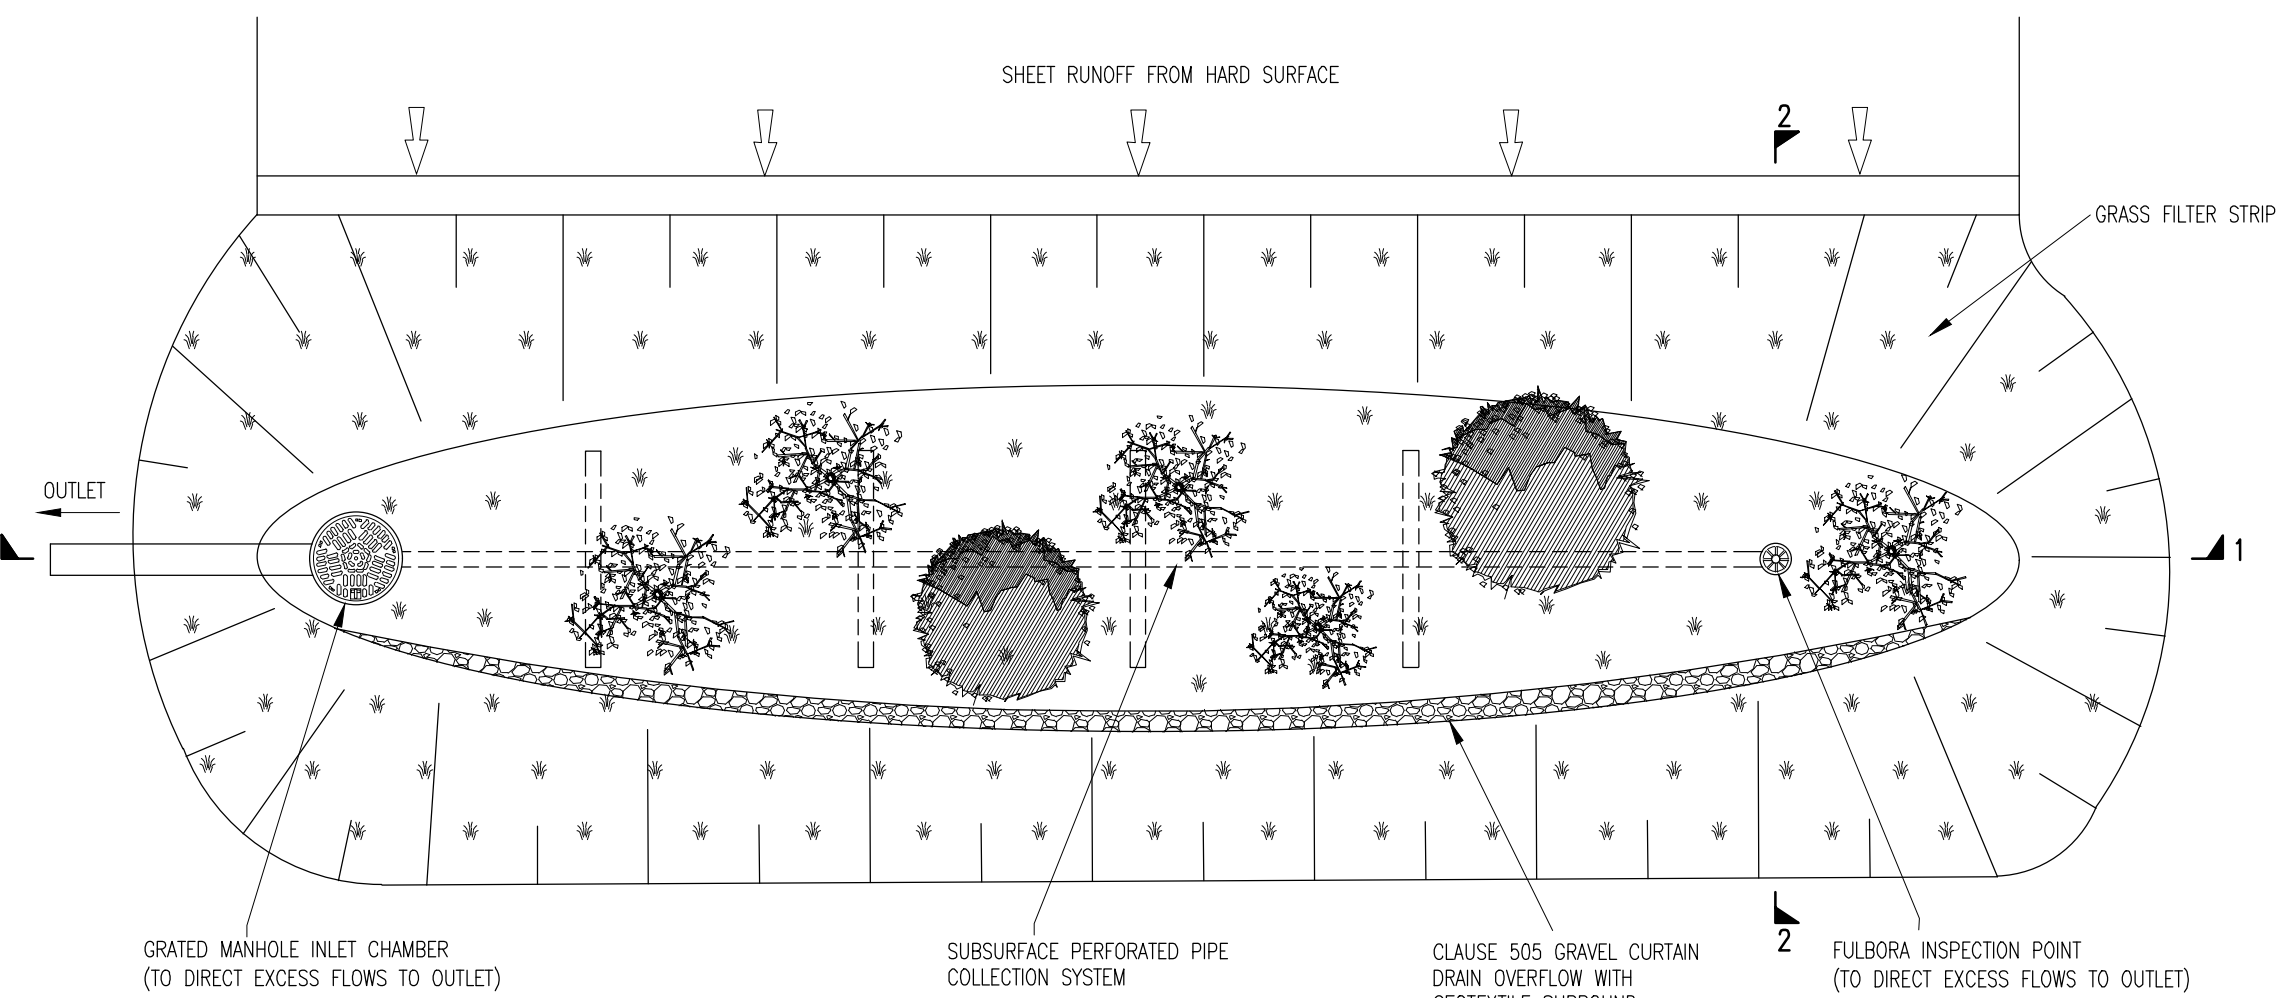 SHEET RUNOFF FROM HARD SURFACE
2
GRASS FILTER STRIP
OUTLET
1
GRATED MANHOLE INLET CHAMBER
(TO DIRECT EXCESS FLOWS TO OUTLET)
SUBSURFACE PERFORATED PIPE
COLLECTION SYSTEM
CLAUSE 505 GRAVEL CURTAIN
DRAIN OVERFLOW WITH
GEOTEXTILE SURROUND
2
FULBORA INSPECTION POINT
(TO DIRECT EXCESS FLOWS TO OUTLET)